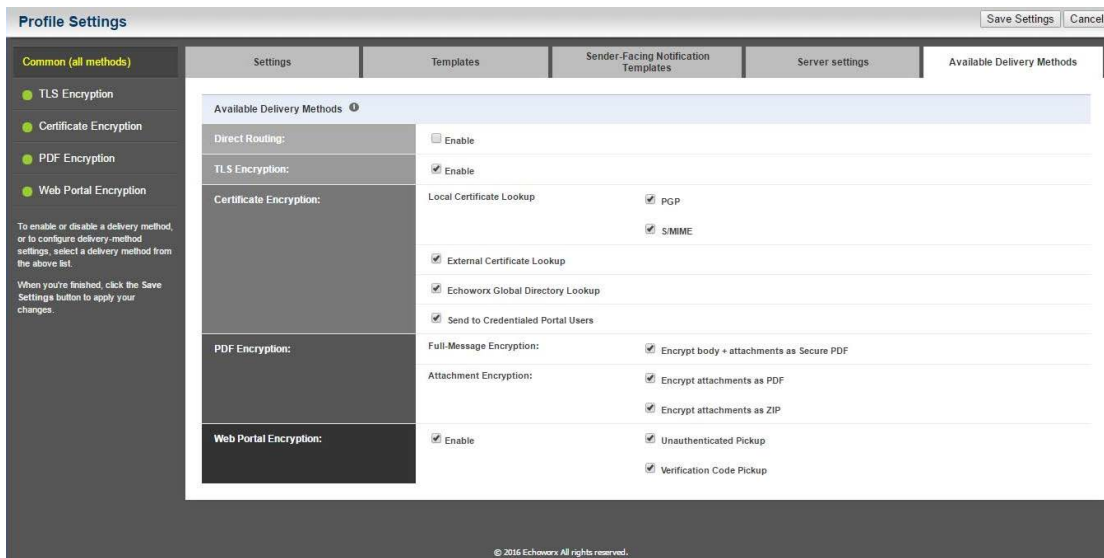 Profile Settings
Save Settings
Cancel
Common (all methods)
Settings
Templates
Sender-Facing Notification
Templates
Server settings
Available Delivery Methods
TLS Encryption
Certificate Encryption
PDF Encryption
Web Portal Encryption
To enable or disable a delivery method,
or to configure delivery-method
settings, select a delivery method from
the above list.
When you're finished, click the Save
Settings button to apply your
changes.
Available Delivery Methods
Direct Routing:
Enable
TLS Encryption:
Enable
Certificate Encryption:
Local Certificate Lookup
PGP
S/MIME
External Certificate Lookup
Echoworx Global Directory Lookup
Send to Credentialed Portal Users
PDF Encryption:
Full-Message Encryption:
Encrypt body + attachments as Secure PDF
Attachment Encryption:
Encrypt attachments as PDF
Encrypt attachments as ZIP
Web Portal Encryption:
Enable
Unauthenticated Pickup
Verification Code Pickup
© 2016 Echoworx All rights reserved.